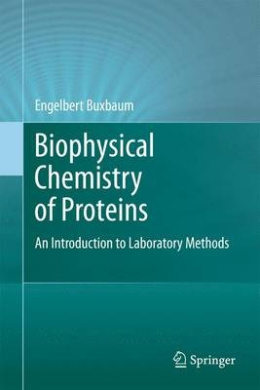 Engelbert Buxbaum
Biophysical
Chemistry
of Proteins
An Introduction to Laboratory Methods
Springer